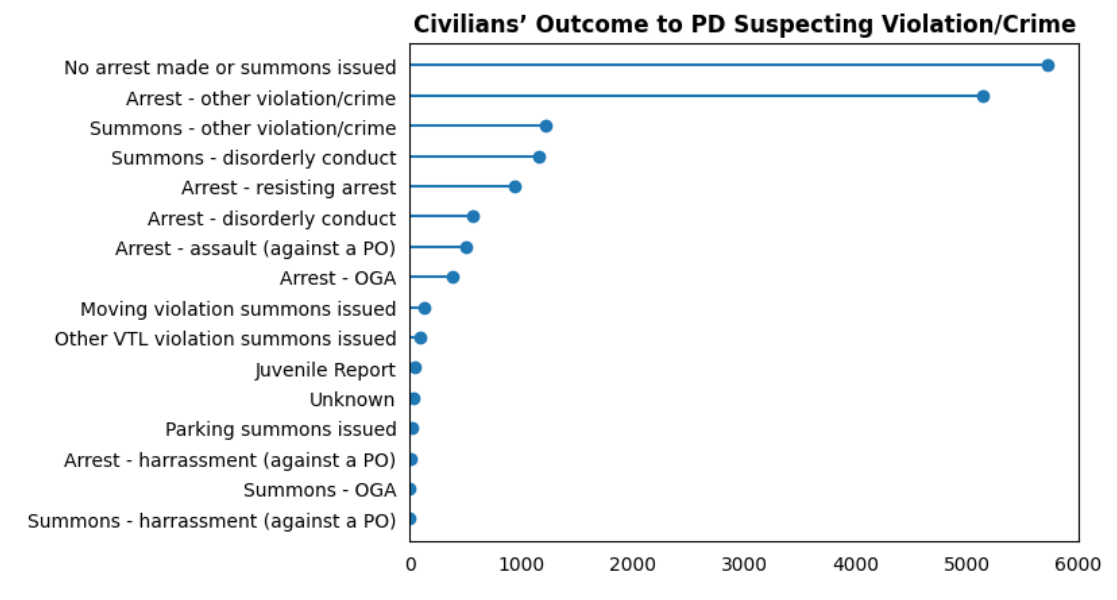 Civilians’ Outcome to PD Suspecting Violation/Crime
No arrest made or summons issued
Arrest - other violation/crime
Summons - other violation/crime
Summons - disorderly conduct
Arrest - resisting arrest
Arrest - disorderly conduct
Arrest - assault (against a PO)
Arrest - OGA
Moving violation summons issued
Other VTL violation summons issued
Juvenile Report
Unknown
Parking summons issued
Arrest - harrassment (against a PO)
Summons - OGA
Summons - harrassment (against a PO)
0 1000 2000 3000 4000 5000 6000